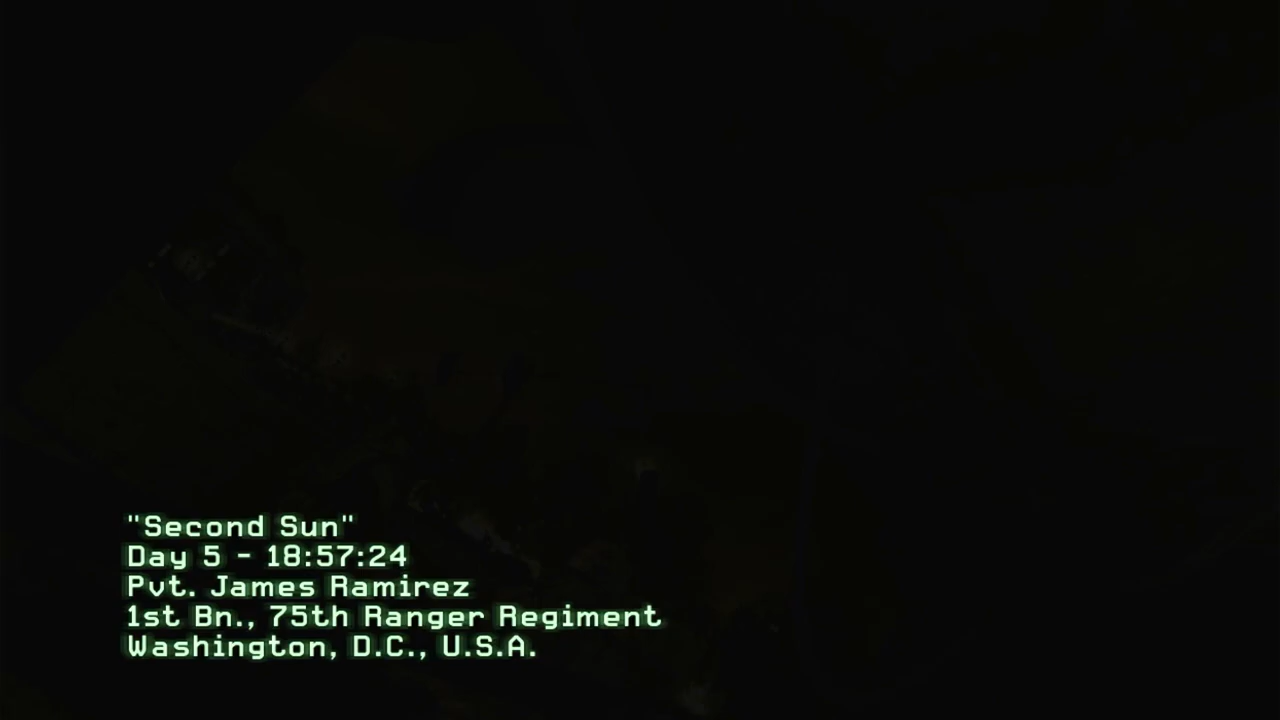 "Second Sun"
Day 5 - 18:57:24
Pvt. James Ramirez
1st Bn., 75th Ranger Regiment
Washington, D.C., U.S.A.